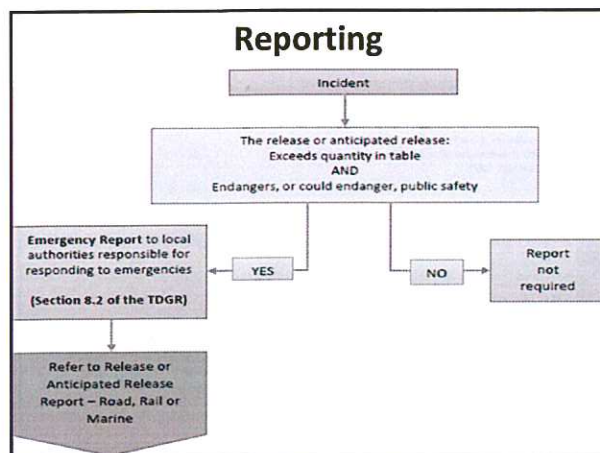 Reporting
Incident
The release or anticipated release:
Exceeds quantity in table
AND
Endangers, or could endanger, public safety
Emergency Report to local
authorities responsible for
responding to emergencies
(Section 8.2 of the TDGR)
YES
NO
Report
not
required
Refer to Release or
Anticipated Release
Report – Road, Rail or
Marine